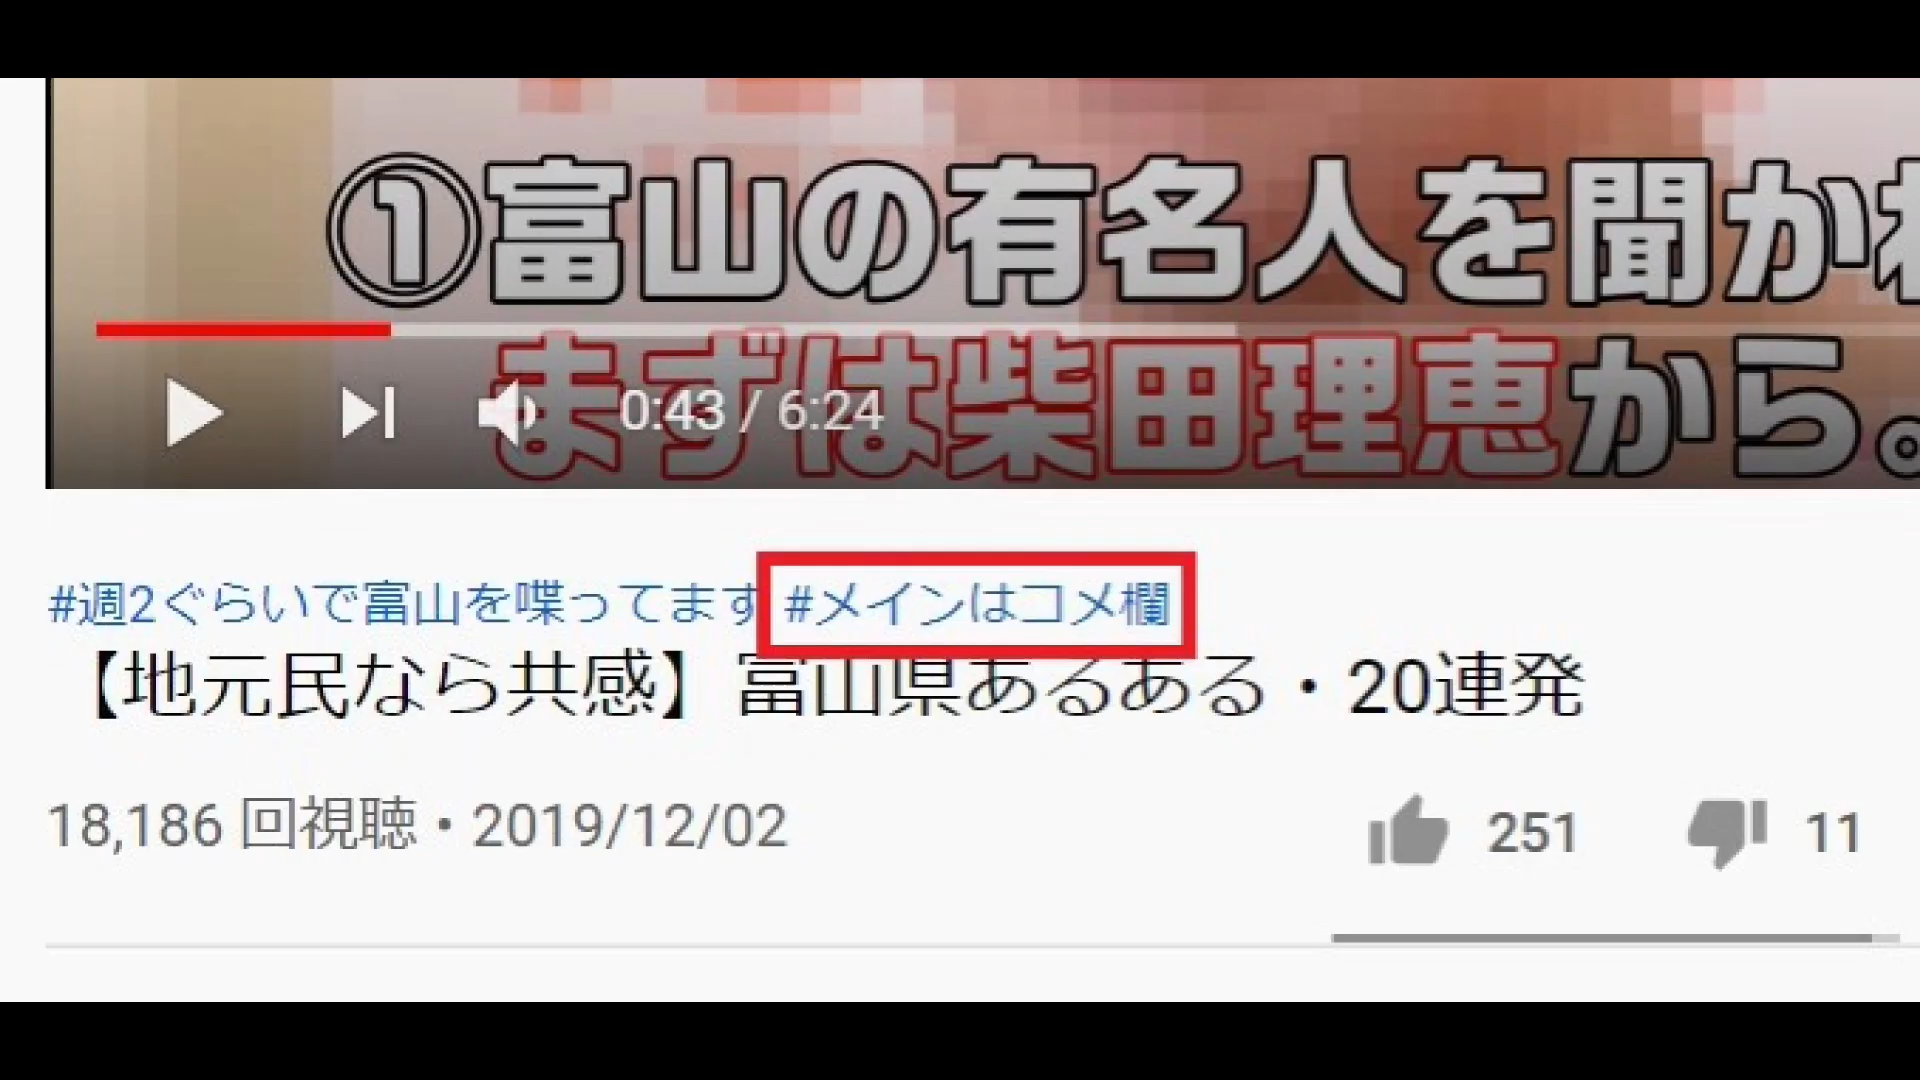 ①富山の有名人を聞か
まずは柴田理恵から。
0:43 / 6:24
#週2ぐらいで富山を喋ってます #メインはコメ欄
【地元民なら共感】富山県あるある・20連発
18,186 回視聴・2019/12/02
251
11